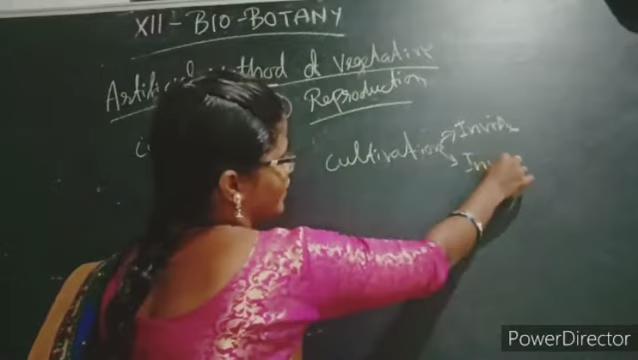 XII - BIO-BOTANY
Artificial method of vegetative
Reproduction
cultivation
PowerDirector